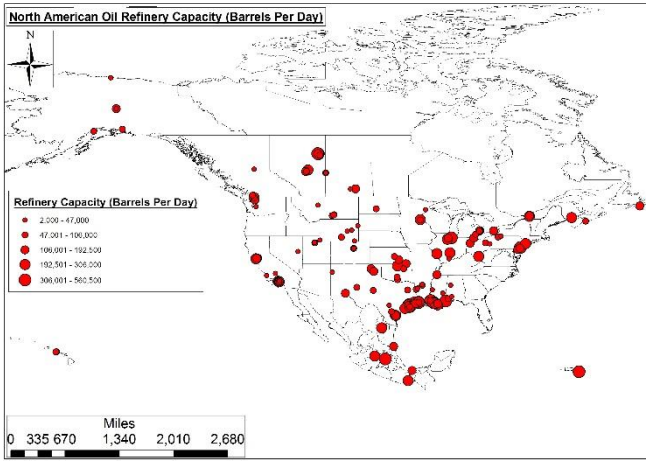 North American Oil Refinery Capacity (Barrels Per Day)
N
Refinery Capacity (Barrels Per Day)
2,000 - 47,000
47,001 - 106,000
106,001 - 192,500
192,501 - 306,000
306,001 - 560,500
Miles
0 335 670 1,340 2,010 2,680